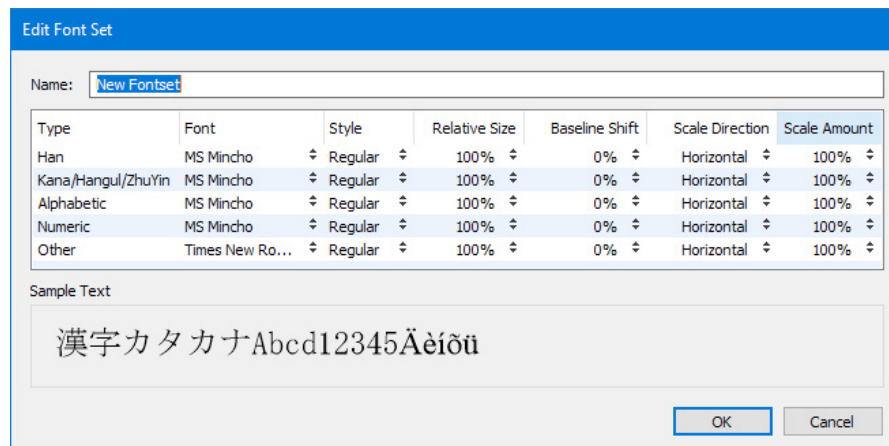 Edit Font Set
Name: New Fontset
Type Font Style Relative Size Baseline Shift Scale Direction Scale Amount
Han MS Mincho Regular 100% 0% Horizontal 100%
Kana/Hangul/ZhuYin MS Mincho Regular 100% 0% Horizontal 100%
Alphabetic MS Mincho Regular 100% 0% Horizontal 100%
Numeric MS Mincho Regular 100% 0% Horizontal 100%
Other Times New Ro... Regular 100% 0% Horizontal 100%
Sample Text
漢字カタカナAbcd12345Äèíõü
OK Cancel